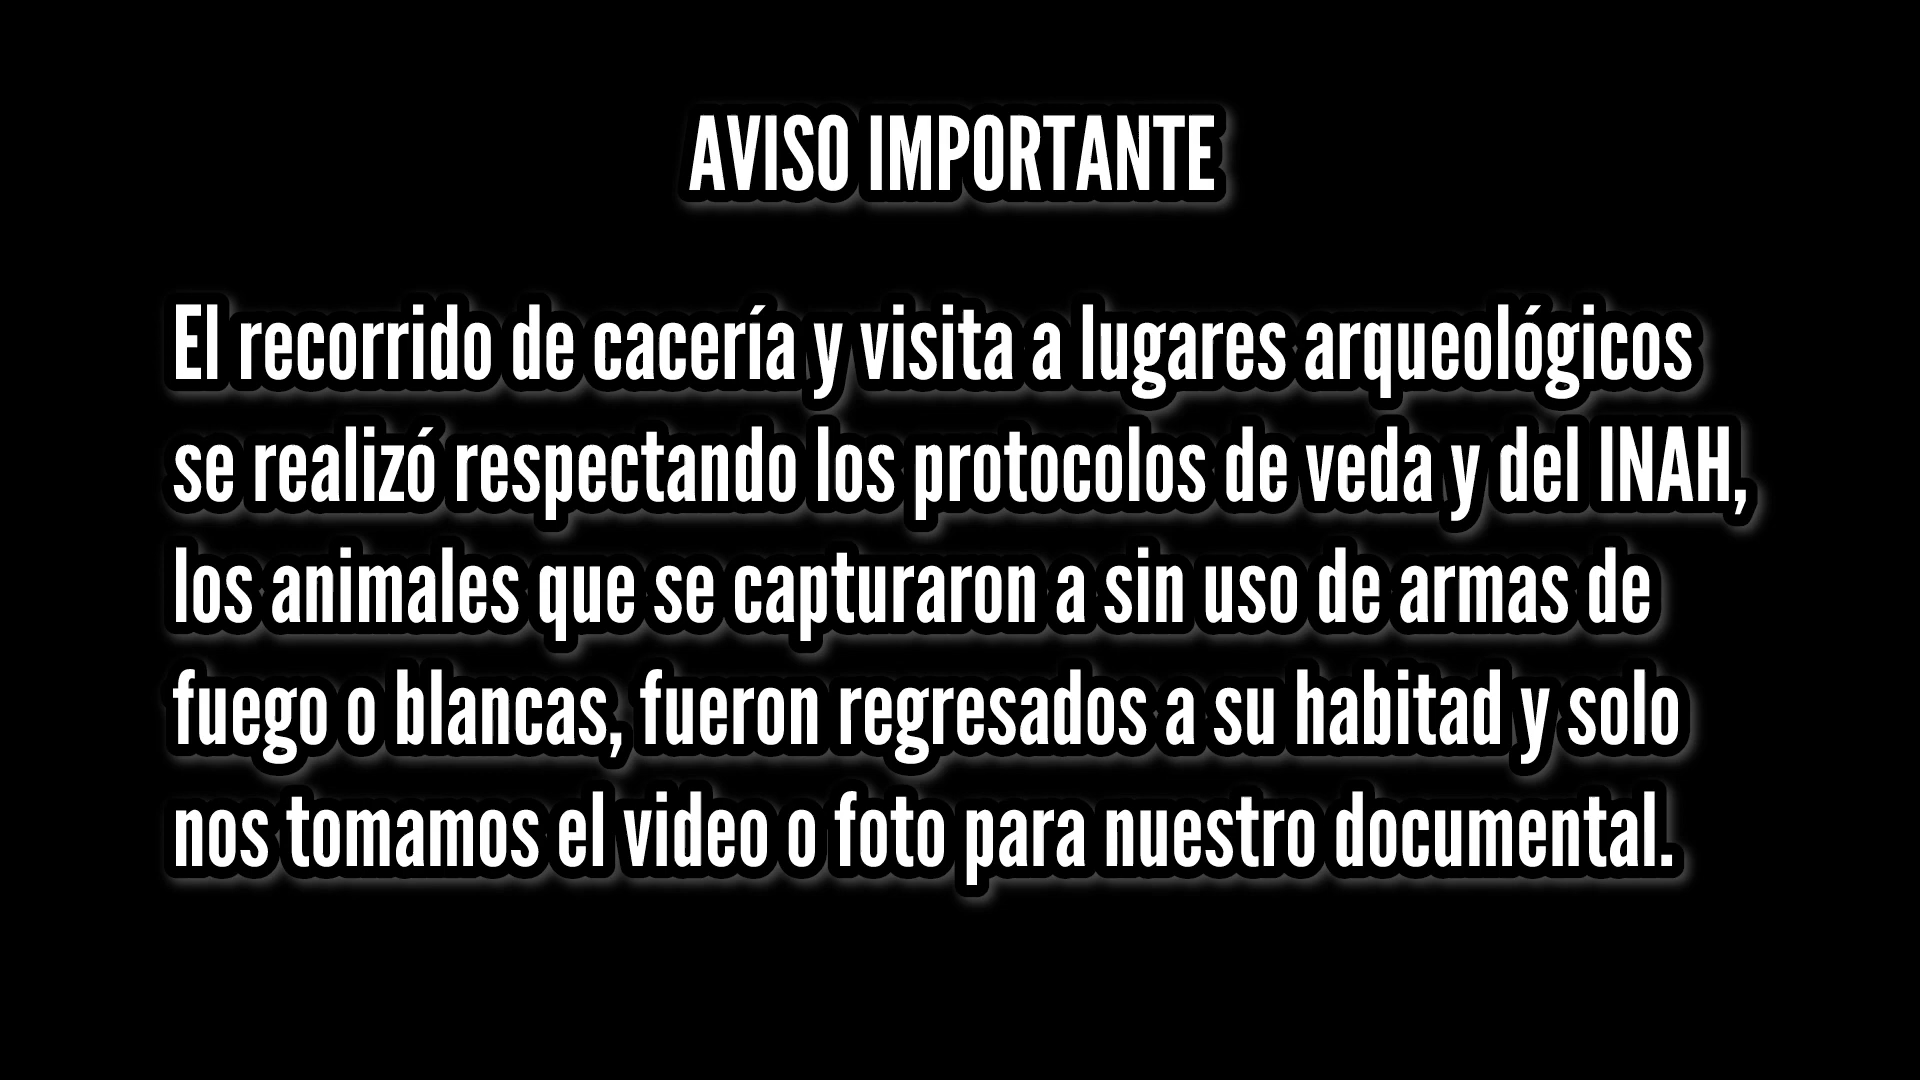 AVISO IMPORTANTE
El recorrido de cacería y visita a lugares arqueológicos
se realizó respectando los protocolos de veda y del INAH,
los animales que se capturaron a sin uso de armas de
fuego o blancas, fueron regresados a su habitad y solo
nos tomamos el video o foto para nuestro documental.